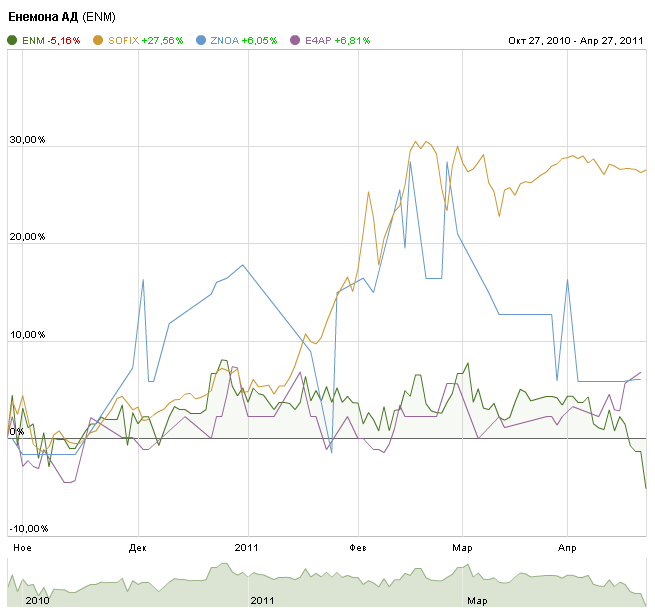 Енемона АД (ENM)
ENM -5,16% SOFIX +27,56% ZNOA +6,05% E4AP +6,81% Окт 27, 2010 - Апр 27, 2011
30,00%
20,00%
10,00%
0%
-10,00%
Ное Дек 2011 Фев Мар Апр
2010 2011 Мар